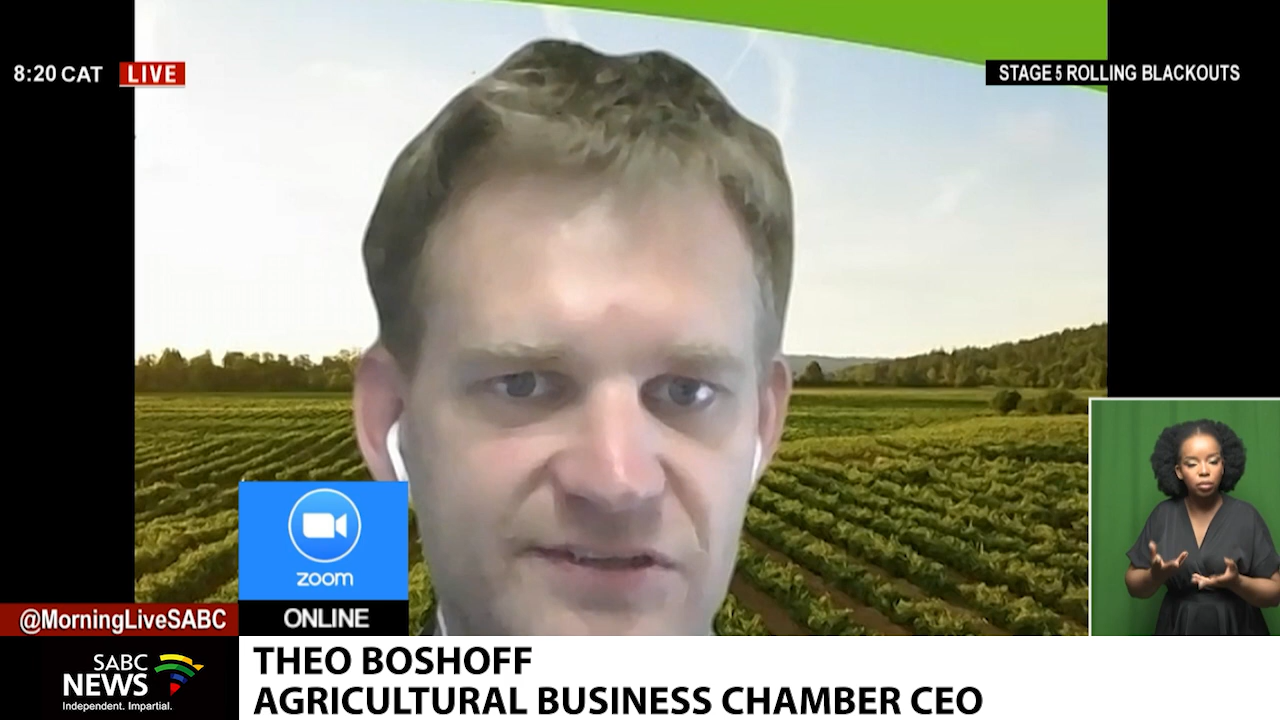 8:20 CAT
LIVE
STAGE 5 ROLLING BLACKOUTS
zoom
ONLINE
@MorningLiveSABC
SABC
NEWS
Independent. Impartial.
THEO BOSHOFF
AGRICULTURAL BUSINESS CHAMBER CEO